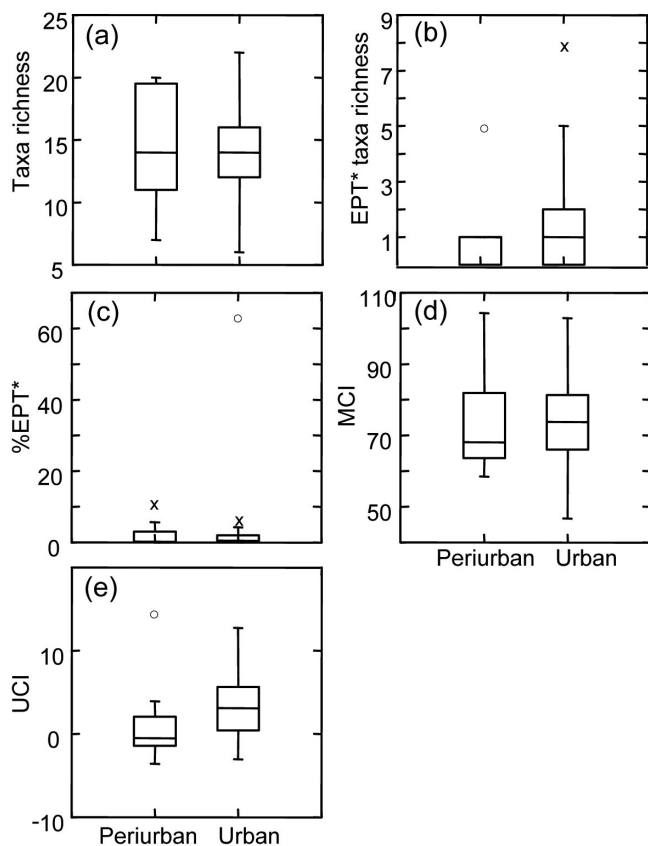 (a)
Taxa richness
25
20
15
10
5
(b)
EPT* taxa richness
9
7
5
3
1
x
(c)
%EPT*
60
40
20
0
x
x
(d)
MCI
110
90
70
50
Periurban Urban
(e)
UCI
10
0
-10
Periurban Urban